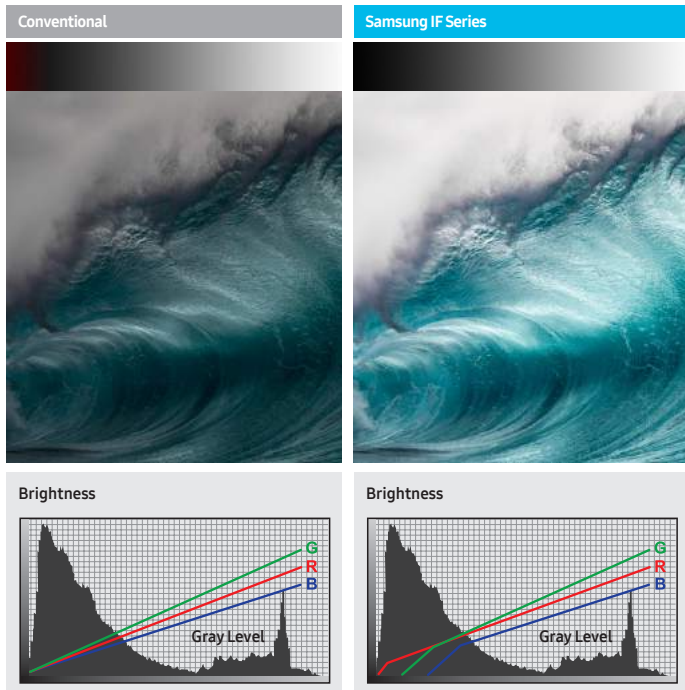 Conventional
Samsung IF Series
Brightness
G
R
B
Gray Level
Brightness
G
R
B
Gray Level